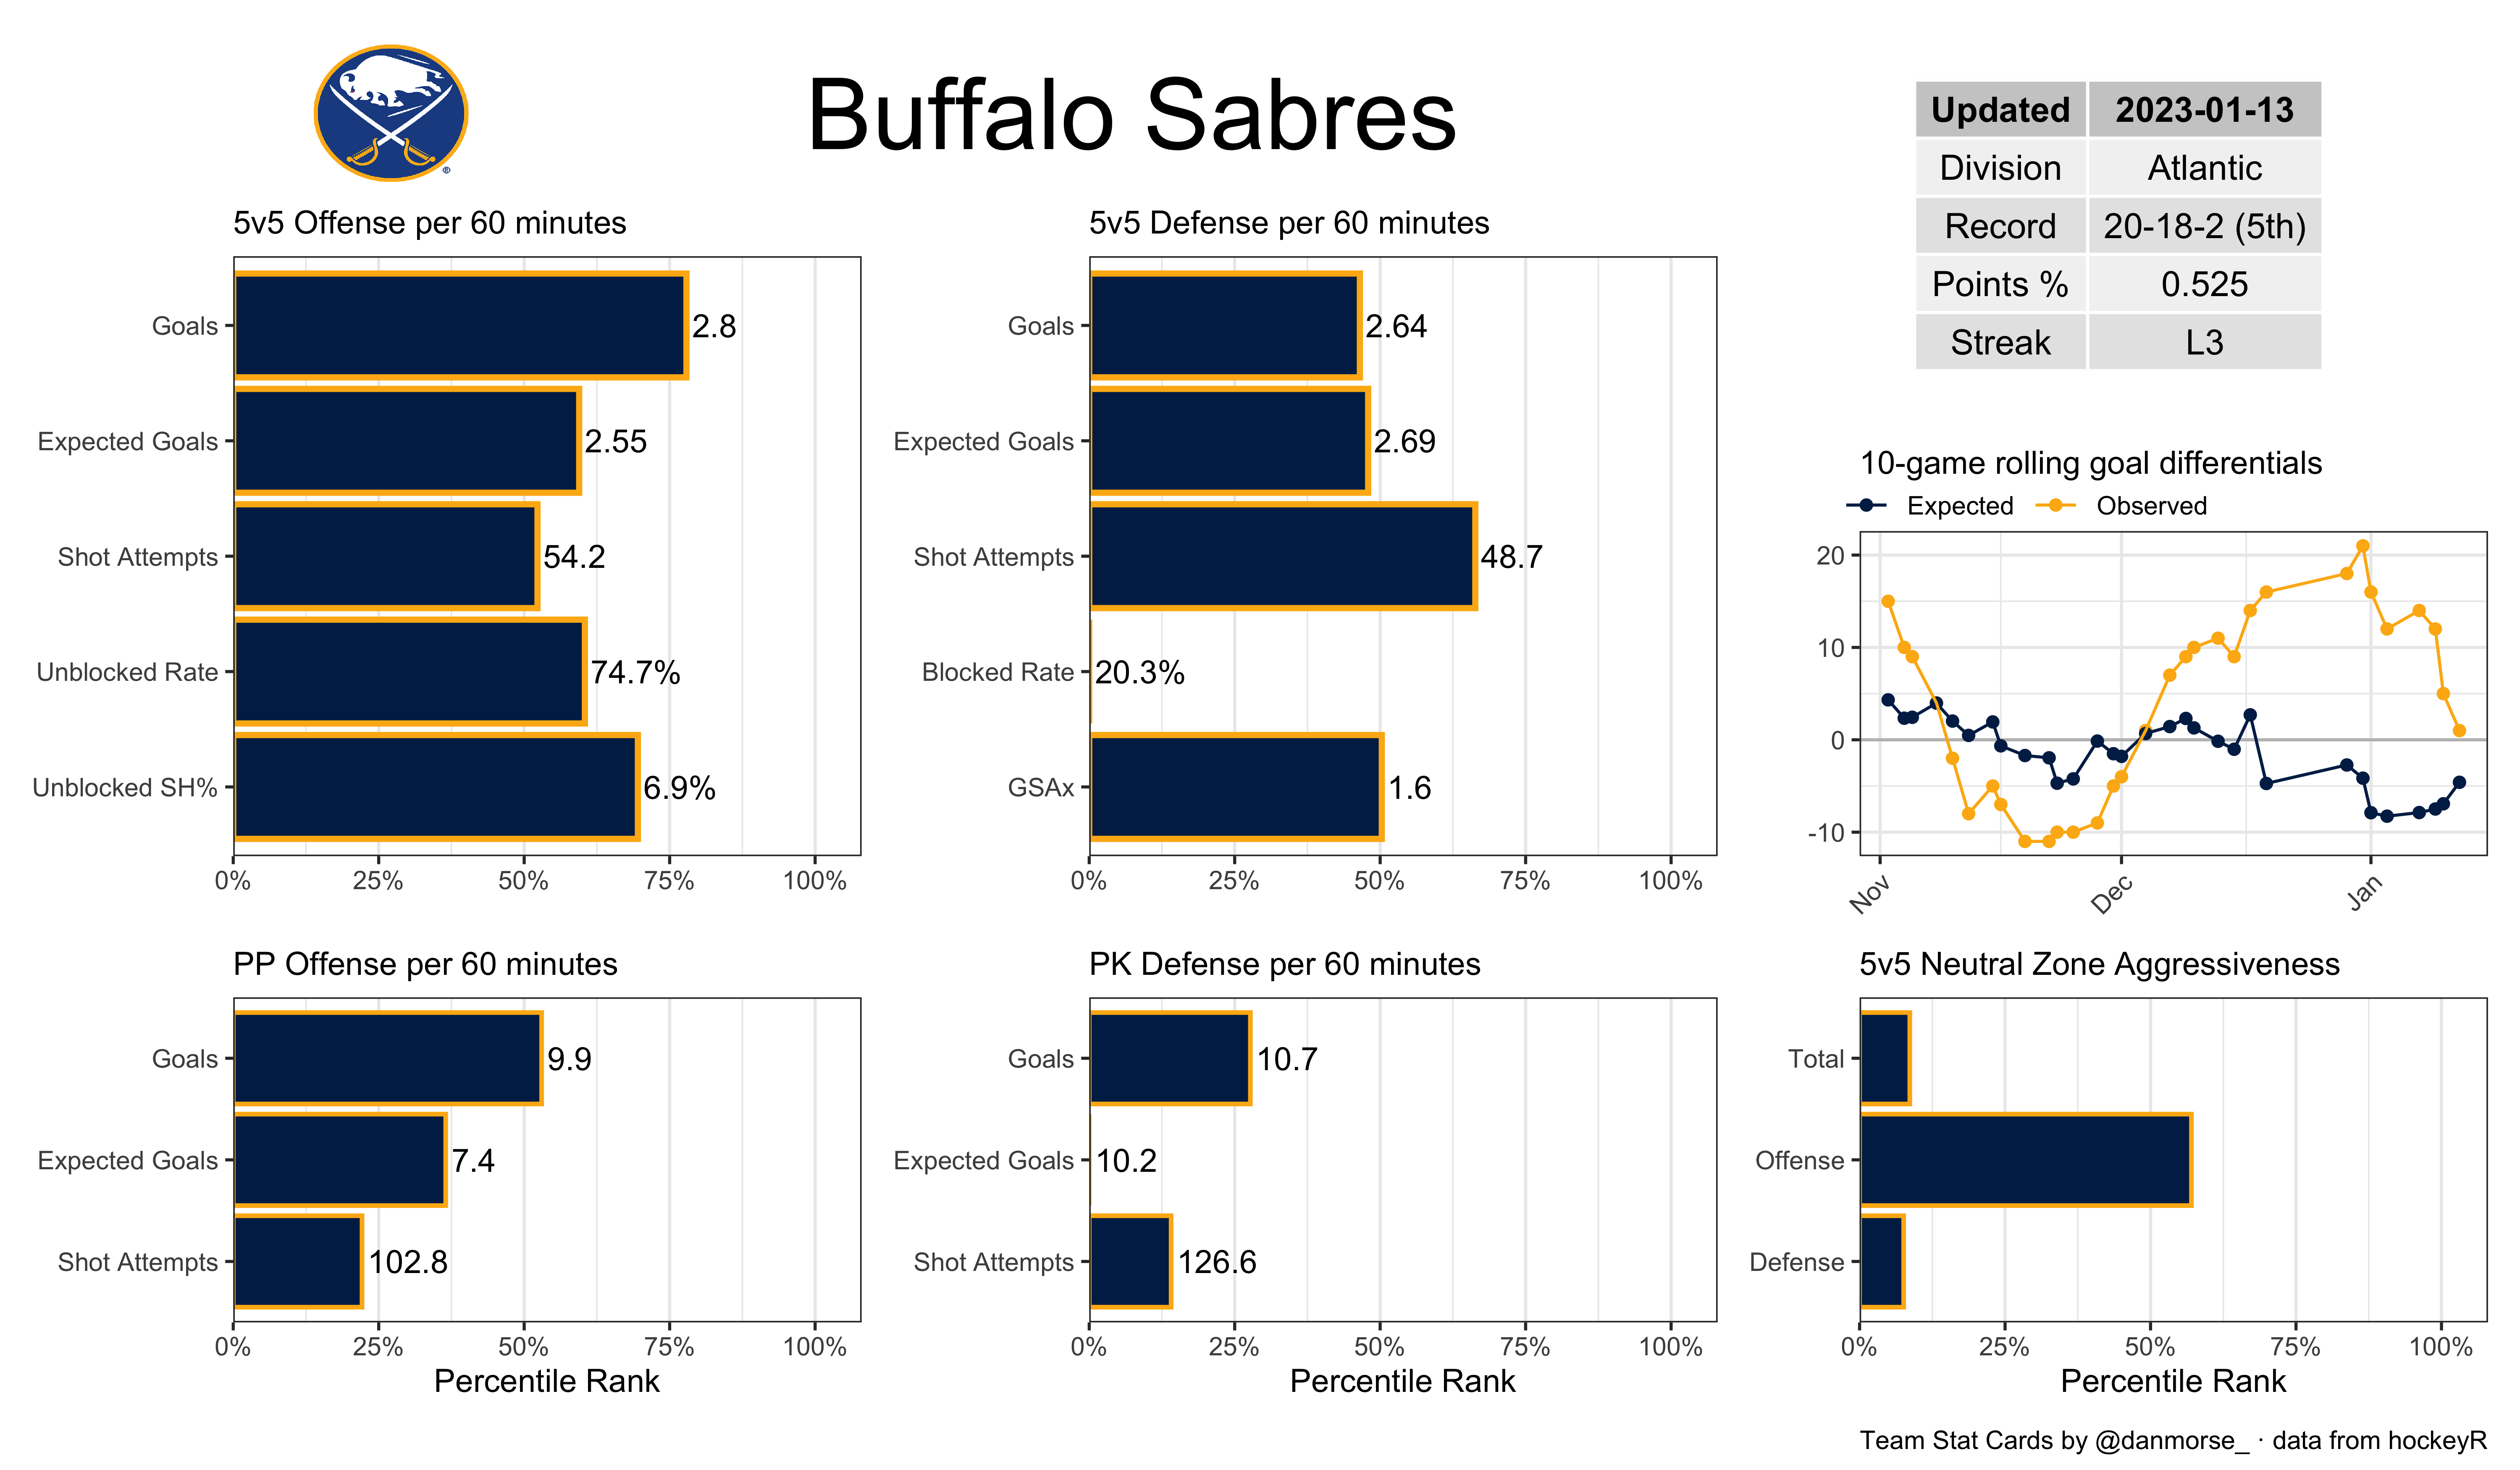 Buffalo Sabres
Updated 2023-01-13
Division Atlantic
Record 20-18-2 (5th)
Points % 0.525
Streak L3
5v5 Offense per 60 minutes
Goals 2.8
Expected Goals 2.55
Shot Attempts 54.2
Unblocked Rate 74.7%
Unblocked SH% 6.9%
0% 25% 50% 75% 100%
5v5 Defense per 60 minutes
Goals 2.64
Expected Goals 2.69
Shot Attempts 48.7
Blocked Rate 20.3%
GSAx 1.6
0% 25% 50% 75% 100%
10-game rolling goal differentials
Expected Observed
20
10
0
-10
Nov Dec Jan
PP Offense per 60 minutes
Goals 9.9
Expected Goals 7.4
Shot Attempts 102.8
0% 25% 50% 75% 100%
Percentile Rank
PK Defense per 60 minutes
Goals 10.7
Expected Goals 10.2
Shot Attempts 126.6
0% 25% 50% 75% 100%
Percentile Rank
5v5 Neutral Zone Aggressiveness
Total
Offense
Defense
0% 25% 50% 75% 100%
Percentile Rank
Team Stat Cards by @danmorse_ · data from hockeyR